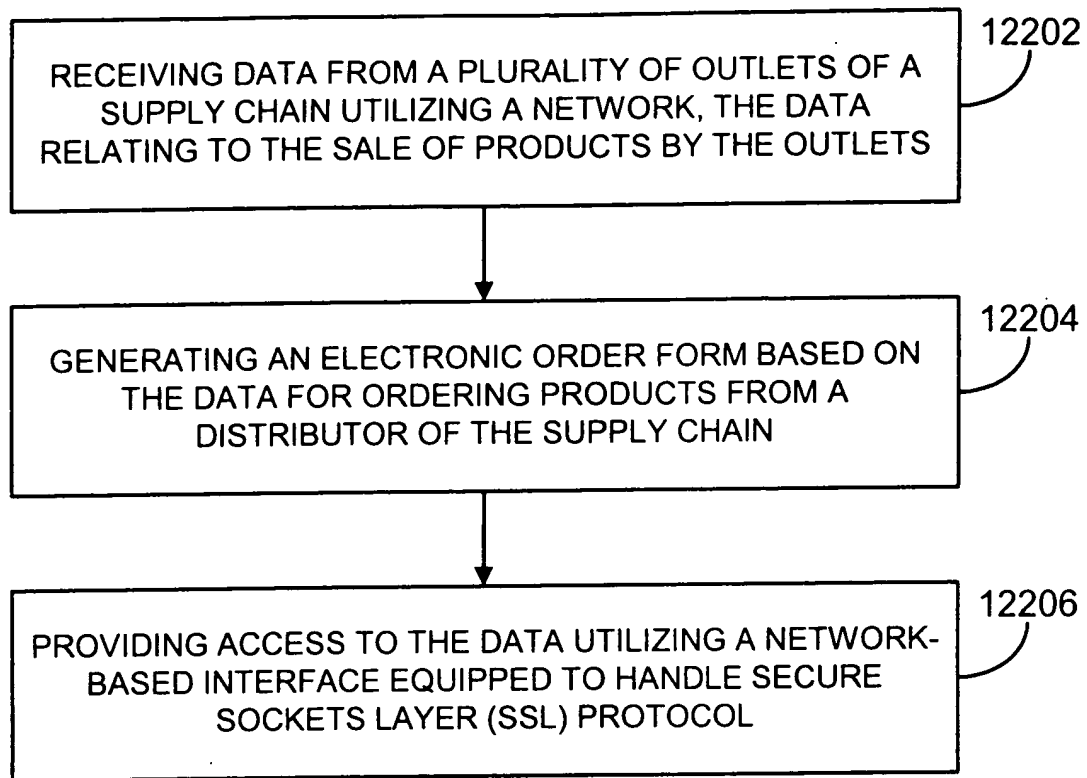 12202
RECEIVING DATA FROM A PLURALITY OF OUTLETS OF A
SUPPLY CHAIN UTILIZING A NETWORK, THE DATA
RELATING TO THE SALE OF PRODUCTS BY THE OUTLETS
12204
GENERATING AN ELECTRONIC ORDER FORM BASED ON
THE DATA FOR ORDERING PRODUCTS FROM A
DISTRIBUTOR OF THE SUPPLY CHAIN
12206
PROVIDING ACCESS TO THE DATA UTILIZING A NETWORK-
BASED INTERFACE EQUIPPED TO HANDLE SECURE
SOCKETS LAYER (SSL) PROTOCOL